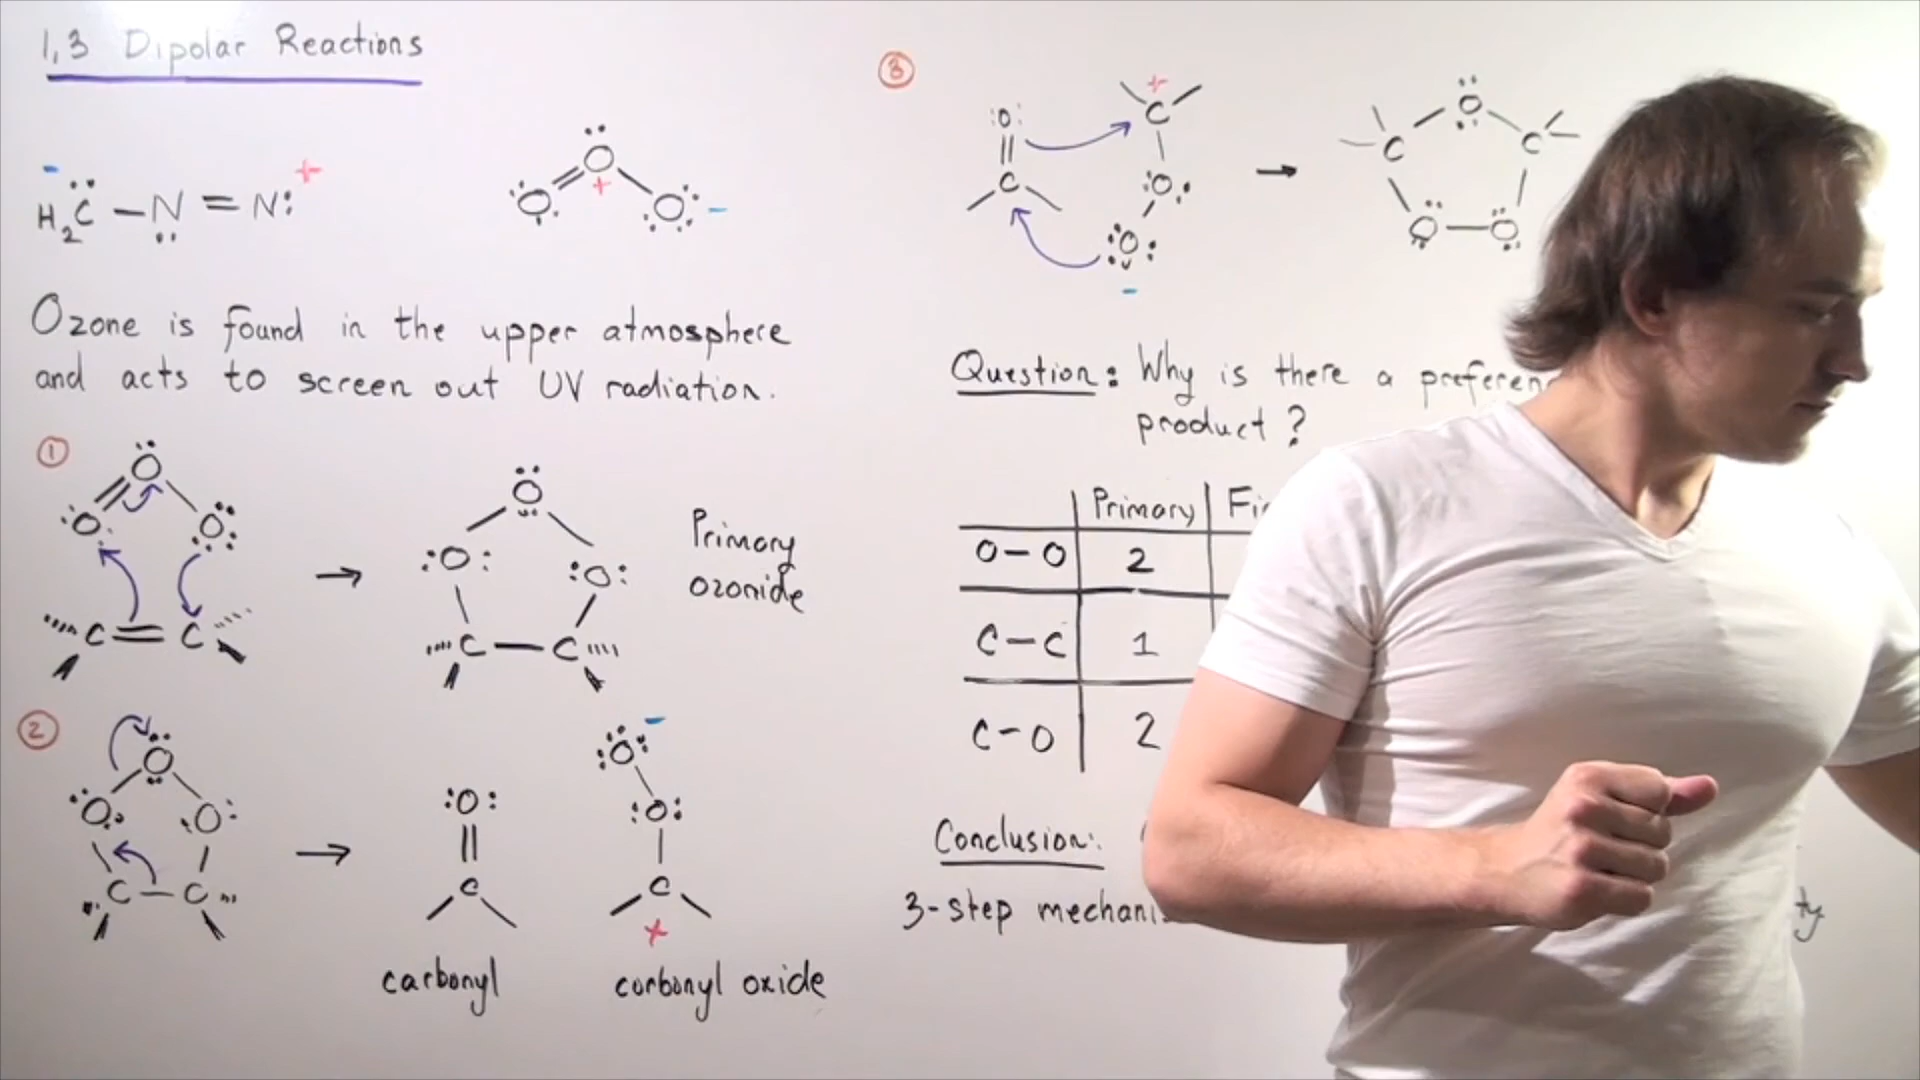 1,3 Dipolar Reactions
- +
H2C - N = N:
O O + O -
Ozone is found in the upper atmosphere
and acts to screen out UV radiation.
1
O O O
C = C
O O O
C - C
Primary
ozonide
2
O O O
C - C
:O:
C
carbonyl
O -
:O:
C
+
carbonyl oxide
3
:O:
C
+
C
O
O
-
O
C C
O - O
Question: Why is there a
product?
Primary
O-O 2
C-C 1
C-O 2
Conclusion:
3-step